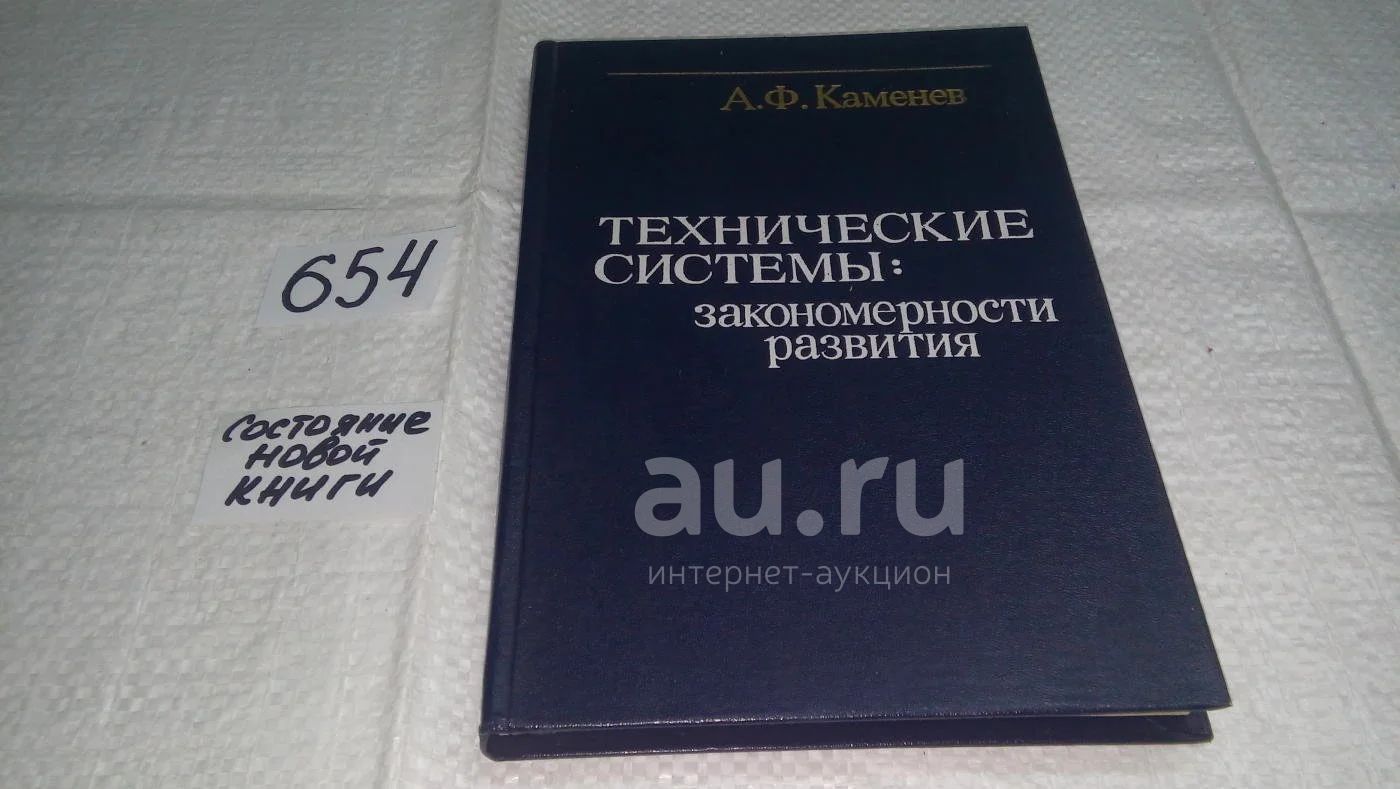 А.Ф. Каменев
ТЕХНИЧЕСКИЕ
СИСТЕМЫ:
закономерности
развития
654
Состояние
новой
книги
au.ru
интернет-аукцион